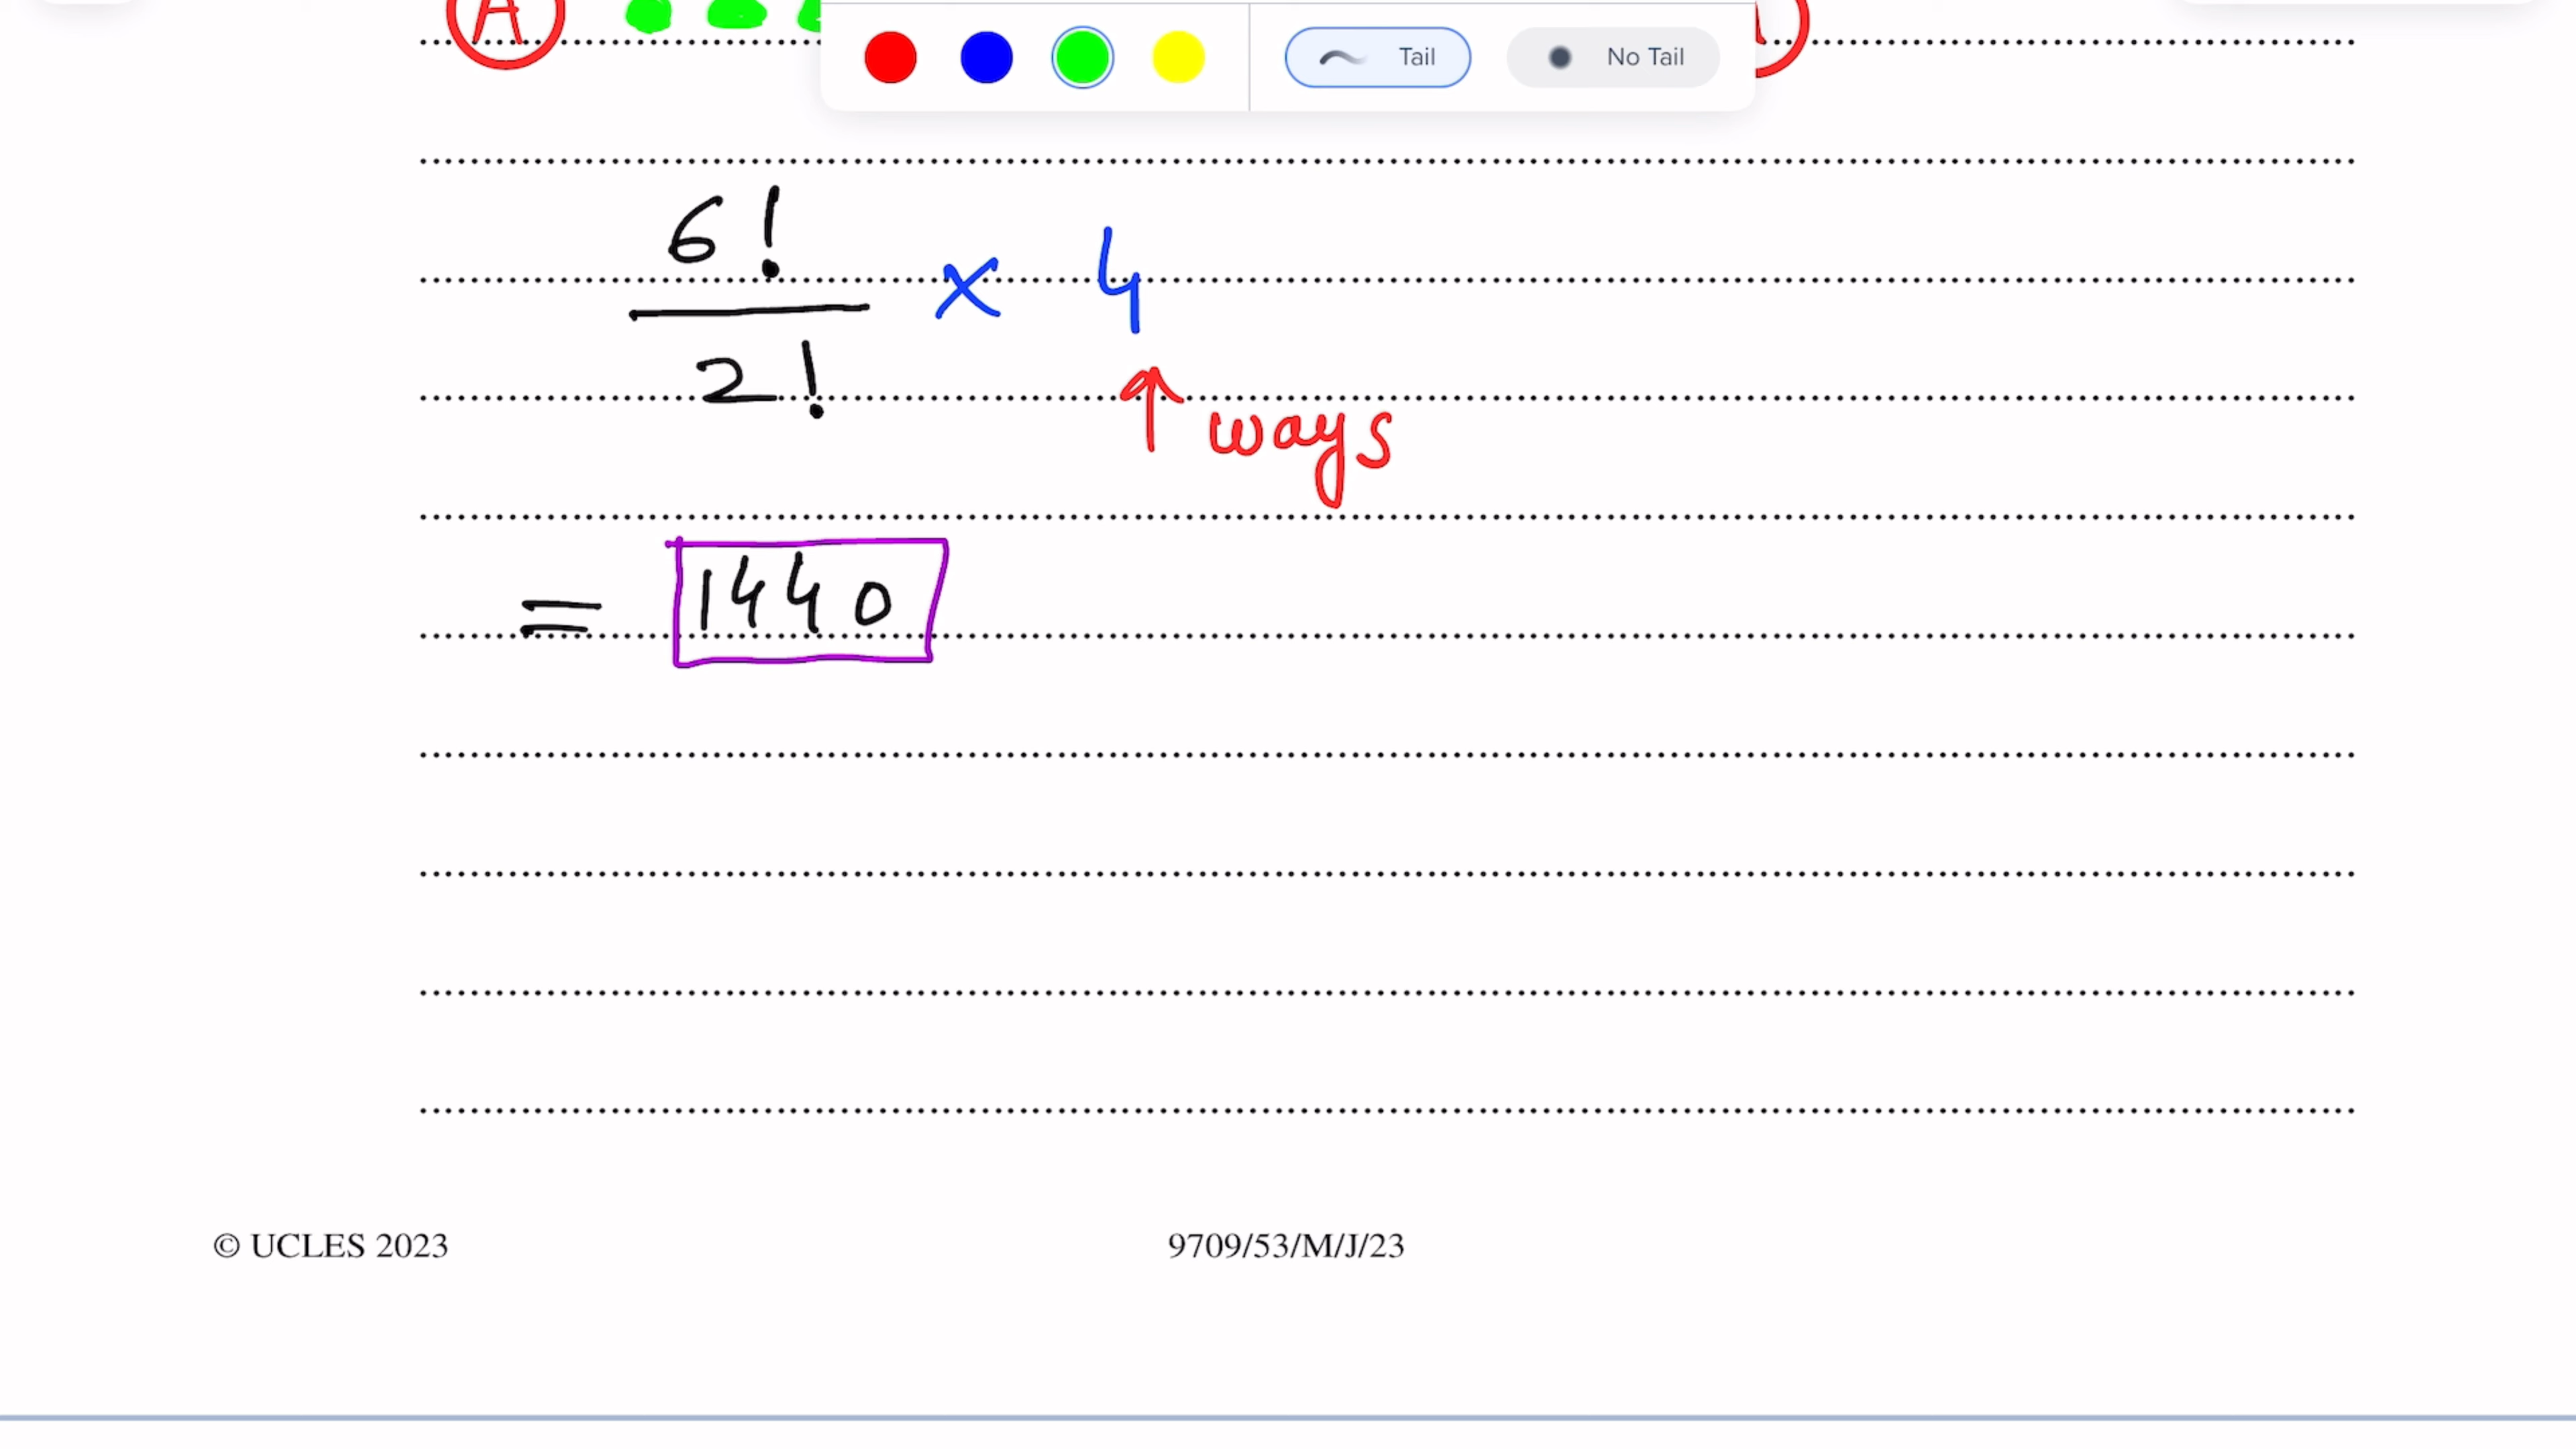 A
Tail No Tail
6!
× 4
2!
↑ ways
= 1440
© UCLES 2023 9709/53/M/J/23